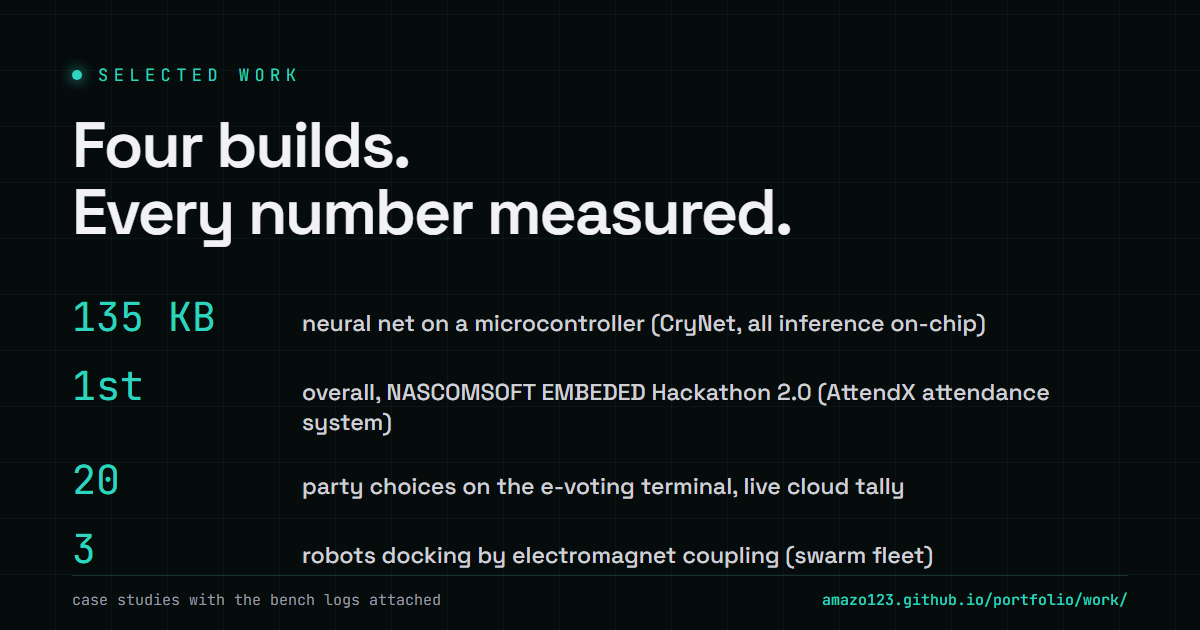 SELECTED WORK
Four builds.
Every number measured.
135 KB
neural net on a microcontroller (CryNet, all inference on-chip)
1st
overall, NASCOMSOFT EMBEDED Hackathon 2.0 (AttendX attendance
system)
20
party choices on the e-voting terminal, live cloud tally
3
robots docking by electromagnet coupling (swarm fleet)
case studies with the bench logs attached
amazo123.github.io/portfolio/work/